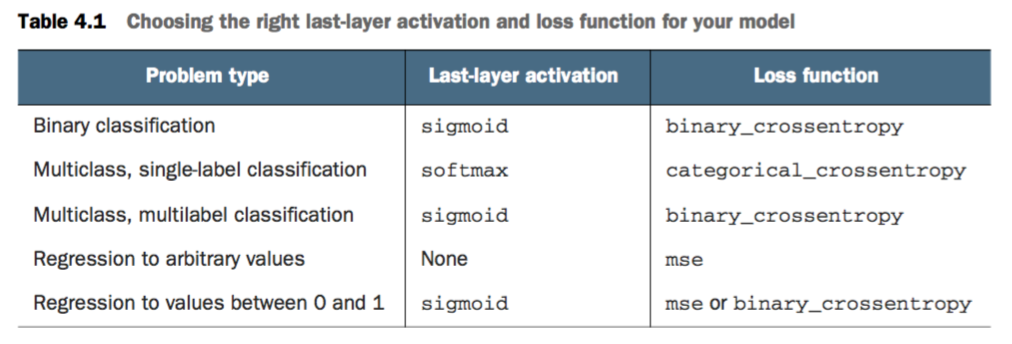 Table 4.1 Choosing the right last-layer activation and loss function for your model
Problem type Last-layer activation Loss function
Binary classification sigmoid binary_crossentropy
Multiclass, single-label classification softmax categorical_crossentropy
Multiclass, multilabel classification sigmoid binary_crossentropy
Regression to arbitrary values None mse
Regression to values between 0 and 1 sigmoid mse or binary_crossentropy